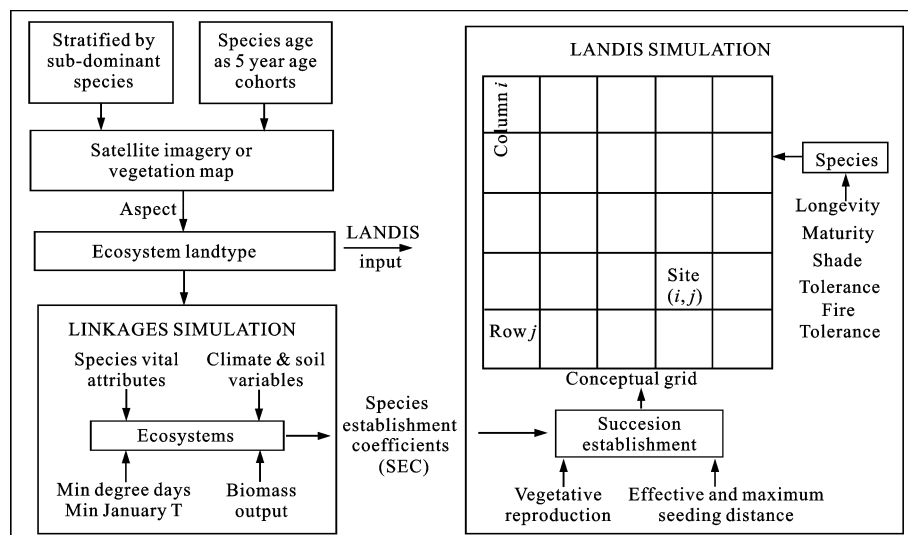 Stratified by
sub-dominant
species
Species age
as 5 year age
cohorts
Satellite imagery or
vegetation map
Aspect
Ecosystem landtype
LANDIS
input
LINKAGES SIMULATION
Species vital
attributes
Climate & soil
variables
Ecosystems
Min degree days
Min January T
Biomass
output
Species
establishment
coefficients
(SEC)
LANDIS SIMULATION
Column i
Site
(i, j)
Row j
Conceptual grid
Species
Longevity
Maturity
Shade
Tolerance
Fire
Tolerance
Succesion
establishment
Vegetative
reproduction
Effective and maximum
seeding distance